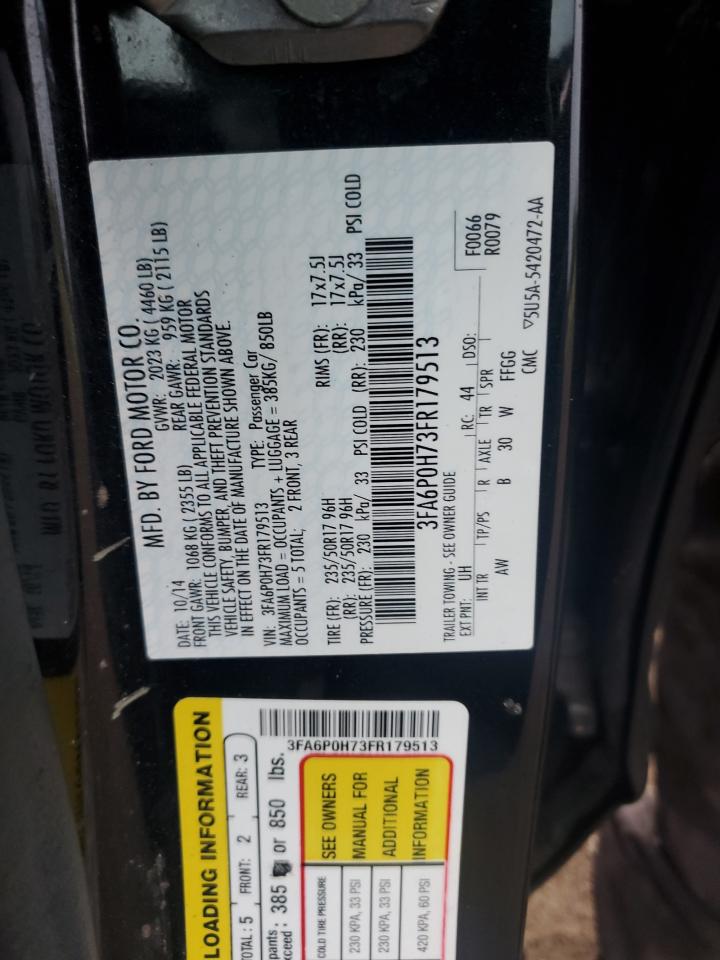 MFD. BY FORD MOTOR CO.
DATE: 10/14 GVWR: 2023 KG ( 4460 LB)
FRONT GAWR: 1068 KG ( 2355 LB) REAR GAWR: 959 KG ( 2115 LB)
THIS VEHICLE CONFORMS TO ALL APPLICABLE FEDERAL MOTOR
VEHICLE SAFETY, BUMPER, AND THEFT PREVENTION STANDARDS
IN EFFECT ON THE DATE OF MANUFACTURE SHOWN ABOVE.
VIN: 3FA6P0H73FR179513 TYPE: Passenger Car
MAXIMUM LOAD = OCCUPANTS + LUGGAGE = 385KG/ 850LB
OCCUPANTS = 5 TOTAL; 2 FRONT, 3 REAR
TIRE (FR): 235/50R17 96H RIMS (FR): 17x7.5J
(RR): 235/50R17 96H (RR): 17x7.5J
PRESSURE (FR): 230 kPa/ 33 PSI COLD (RR): 230 kPa/ 33 PSI COLD
3FA6P0H73FR179513
TRAILER TOWING - SEE OWNER GUIDE
EXT PNT: UH RC: 44 DSO: F0066
R0079
INT TR TP/PS R AXLE TR SPR
AW B 30 W FFGG
CMC ▽5U5A-5420472-AA
LOADING INFORMATION
TOTAL: 5 FRONT: 2 REAR: 3
pants: 385 or 850 lbs.
xceed:
3FA6P0H73FR179513
COLD TIRE PRESSURE
230 KPA, 33 PSI
230 KPA, 33 PSI
420 KPA, 60 PSI
SEE OWNERS
MANUAL FOR
ADDITIONAL
INFORMATION